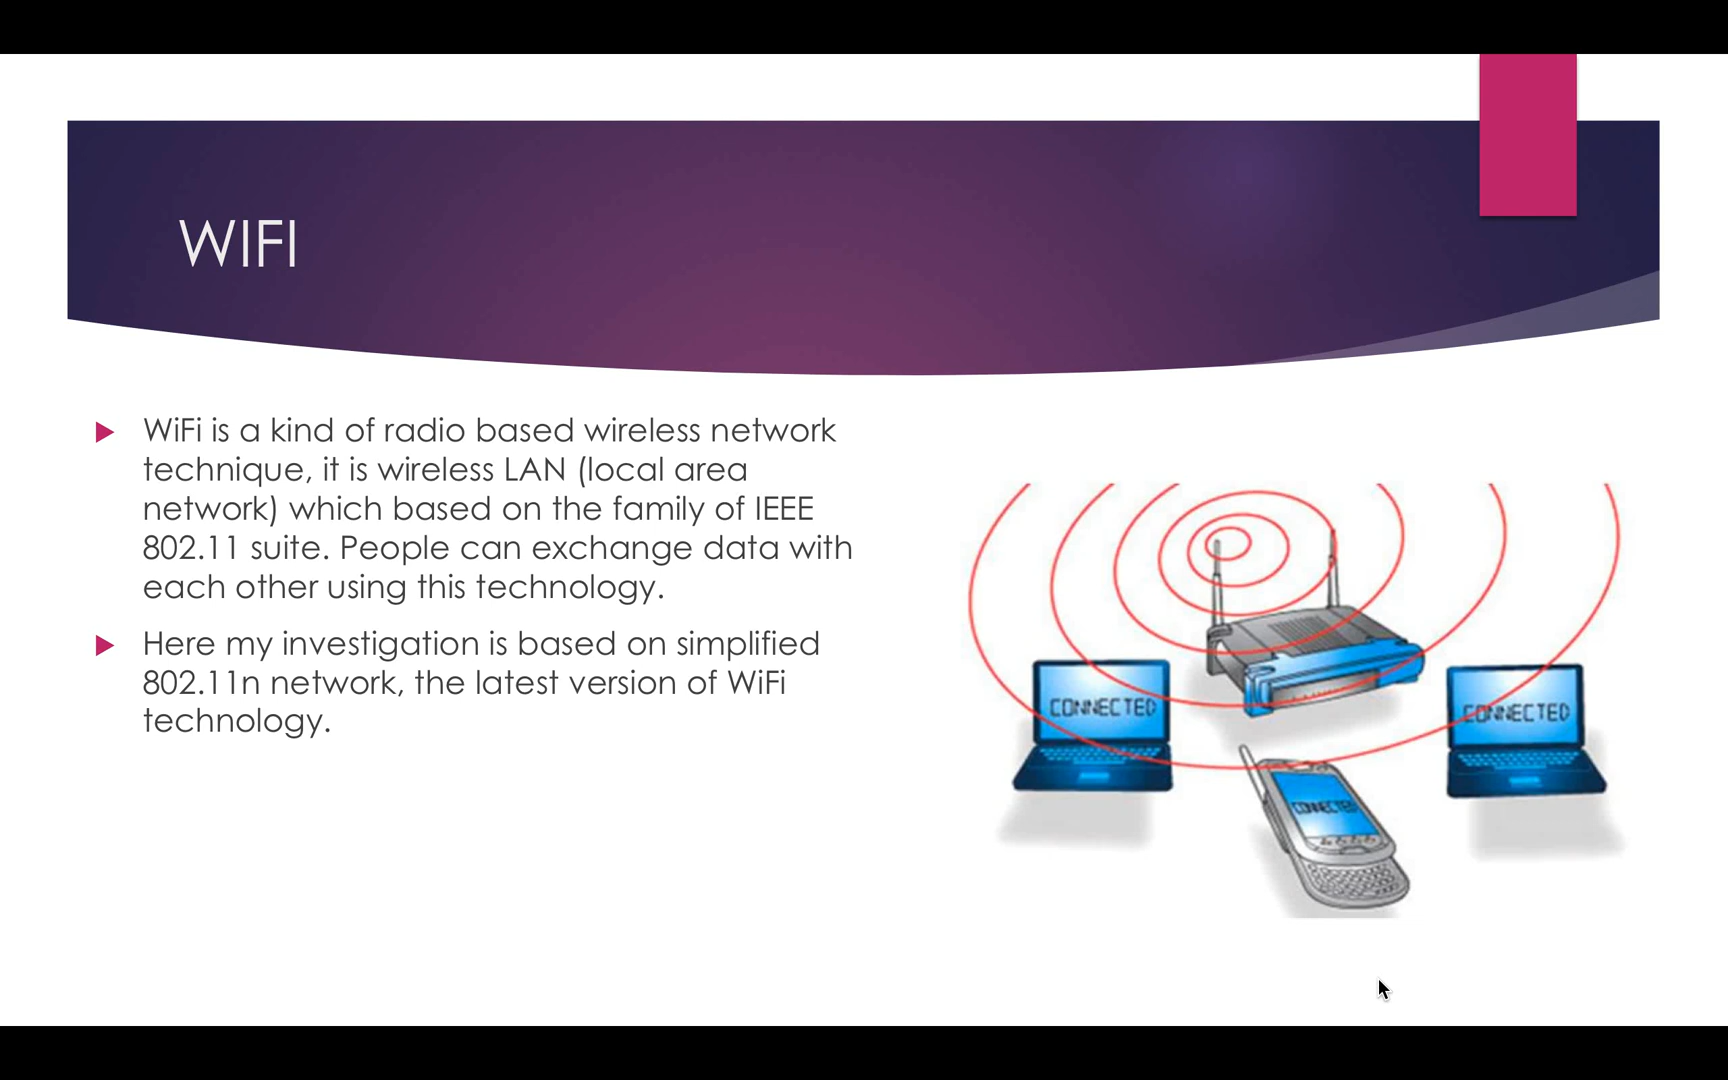 WIFI
WiFi is a kind of radio based wireless network
technique, it is wireless LAN (local area
network) which based on the family of IEEE
802.11 suite. People can exchange data with
each other using this technology.
Here my investigation is based on simplified
802.11n network, the latest version of WiFi
technology.
CONNECTED
CONNECTED
CONNECTED